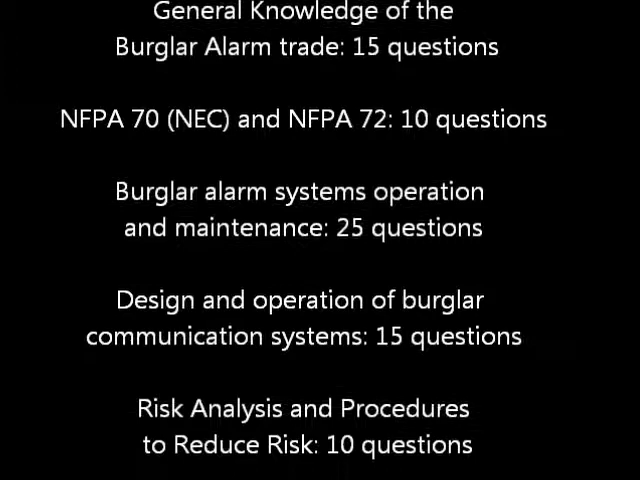 General Knowledge of the
Burglar Alarm trade: 15 questions
NFPA 70 (NEC) and NFPA 72: 10 questions
Burglar alarm systems operation
and maintenance: 25 questions
Design and operation of burglar
communication systems: 15 questions
Risk Analysis and Procedures
to Reduce Risk: 10 questions